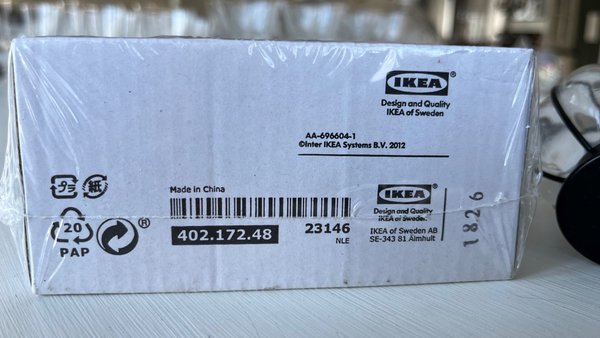 IKEA®
Design and Quality
IKEA of Sweden
AA-696604-1
©Inter IKEA Systems B.V. 2012
プラ 紙
Made in China
IKEA®
Design and Quality
IKEA of Sweden
402.172.48
23146
NLE
IKEA of Sweden AB
SE-343 81 Älmhult
1826
20
PAP
®